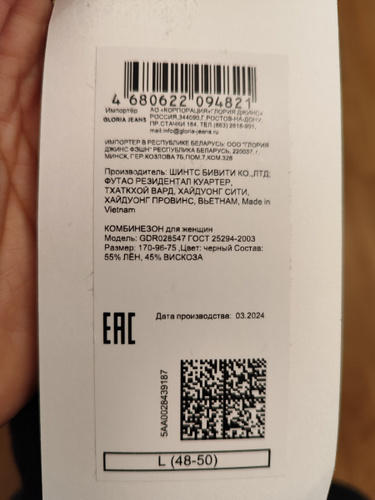 4 680622 094821
Импортёр АО «КОРПОРАЦИЯ«ГЛОРИЯ ДЖИНС»
GLORIA JEANS РОССИЯ,344090,Г.РОСТОВ-НА-ДОНУ,
ПР.СТАЧКИ 184, ТЕЛ (863) 2618-991,
mail:info@gloria-jeans.ru
ИМПОРТЕР В РЕСПУБЛИКЕ БЕЛАРУСЬ: ООО "ГЛОРИЯ
ДЖИНС ФЭШН" РЕСПУБЛИКА БЕЛАРУСЬ, 220037, г.
МИНСК, ПЕР.КОЗЛОВА 7Б,ПОМ.7,КОМ.32В
Производитель: ШИНТС БИВИТИ КО.,ЛТД;
ФУТАО РЕЗИДЕНТАЛ КУАРТЕР,
ТХАТКХОЙ ВАРД, ХАЙДУОНГ СИТИ,
ХАЙДУОНГ ПРОВИНС, ВЬЕТНАМ, Made in
Vietnam
КОМБИНЕЗОН для женщин
Модель: GDR028547 ГОСТ 25294-2003
Размер: 170-96-75 ,Цвет: черный Состав:
55% ЛЁН, 45% ВИСКОЗА
Дата производства: 03.2024
EAC
5AA0028439187
L (48-50)